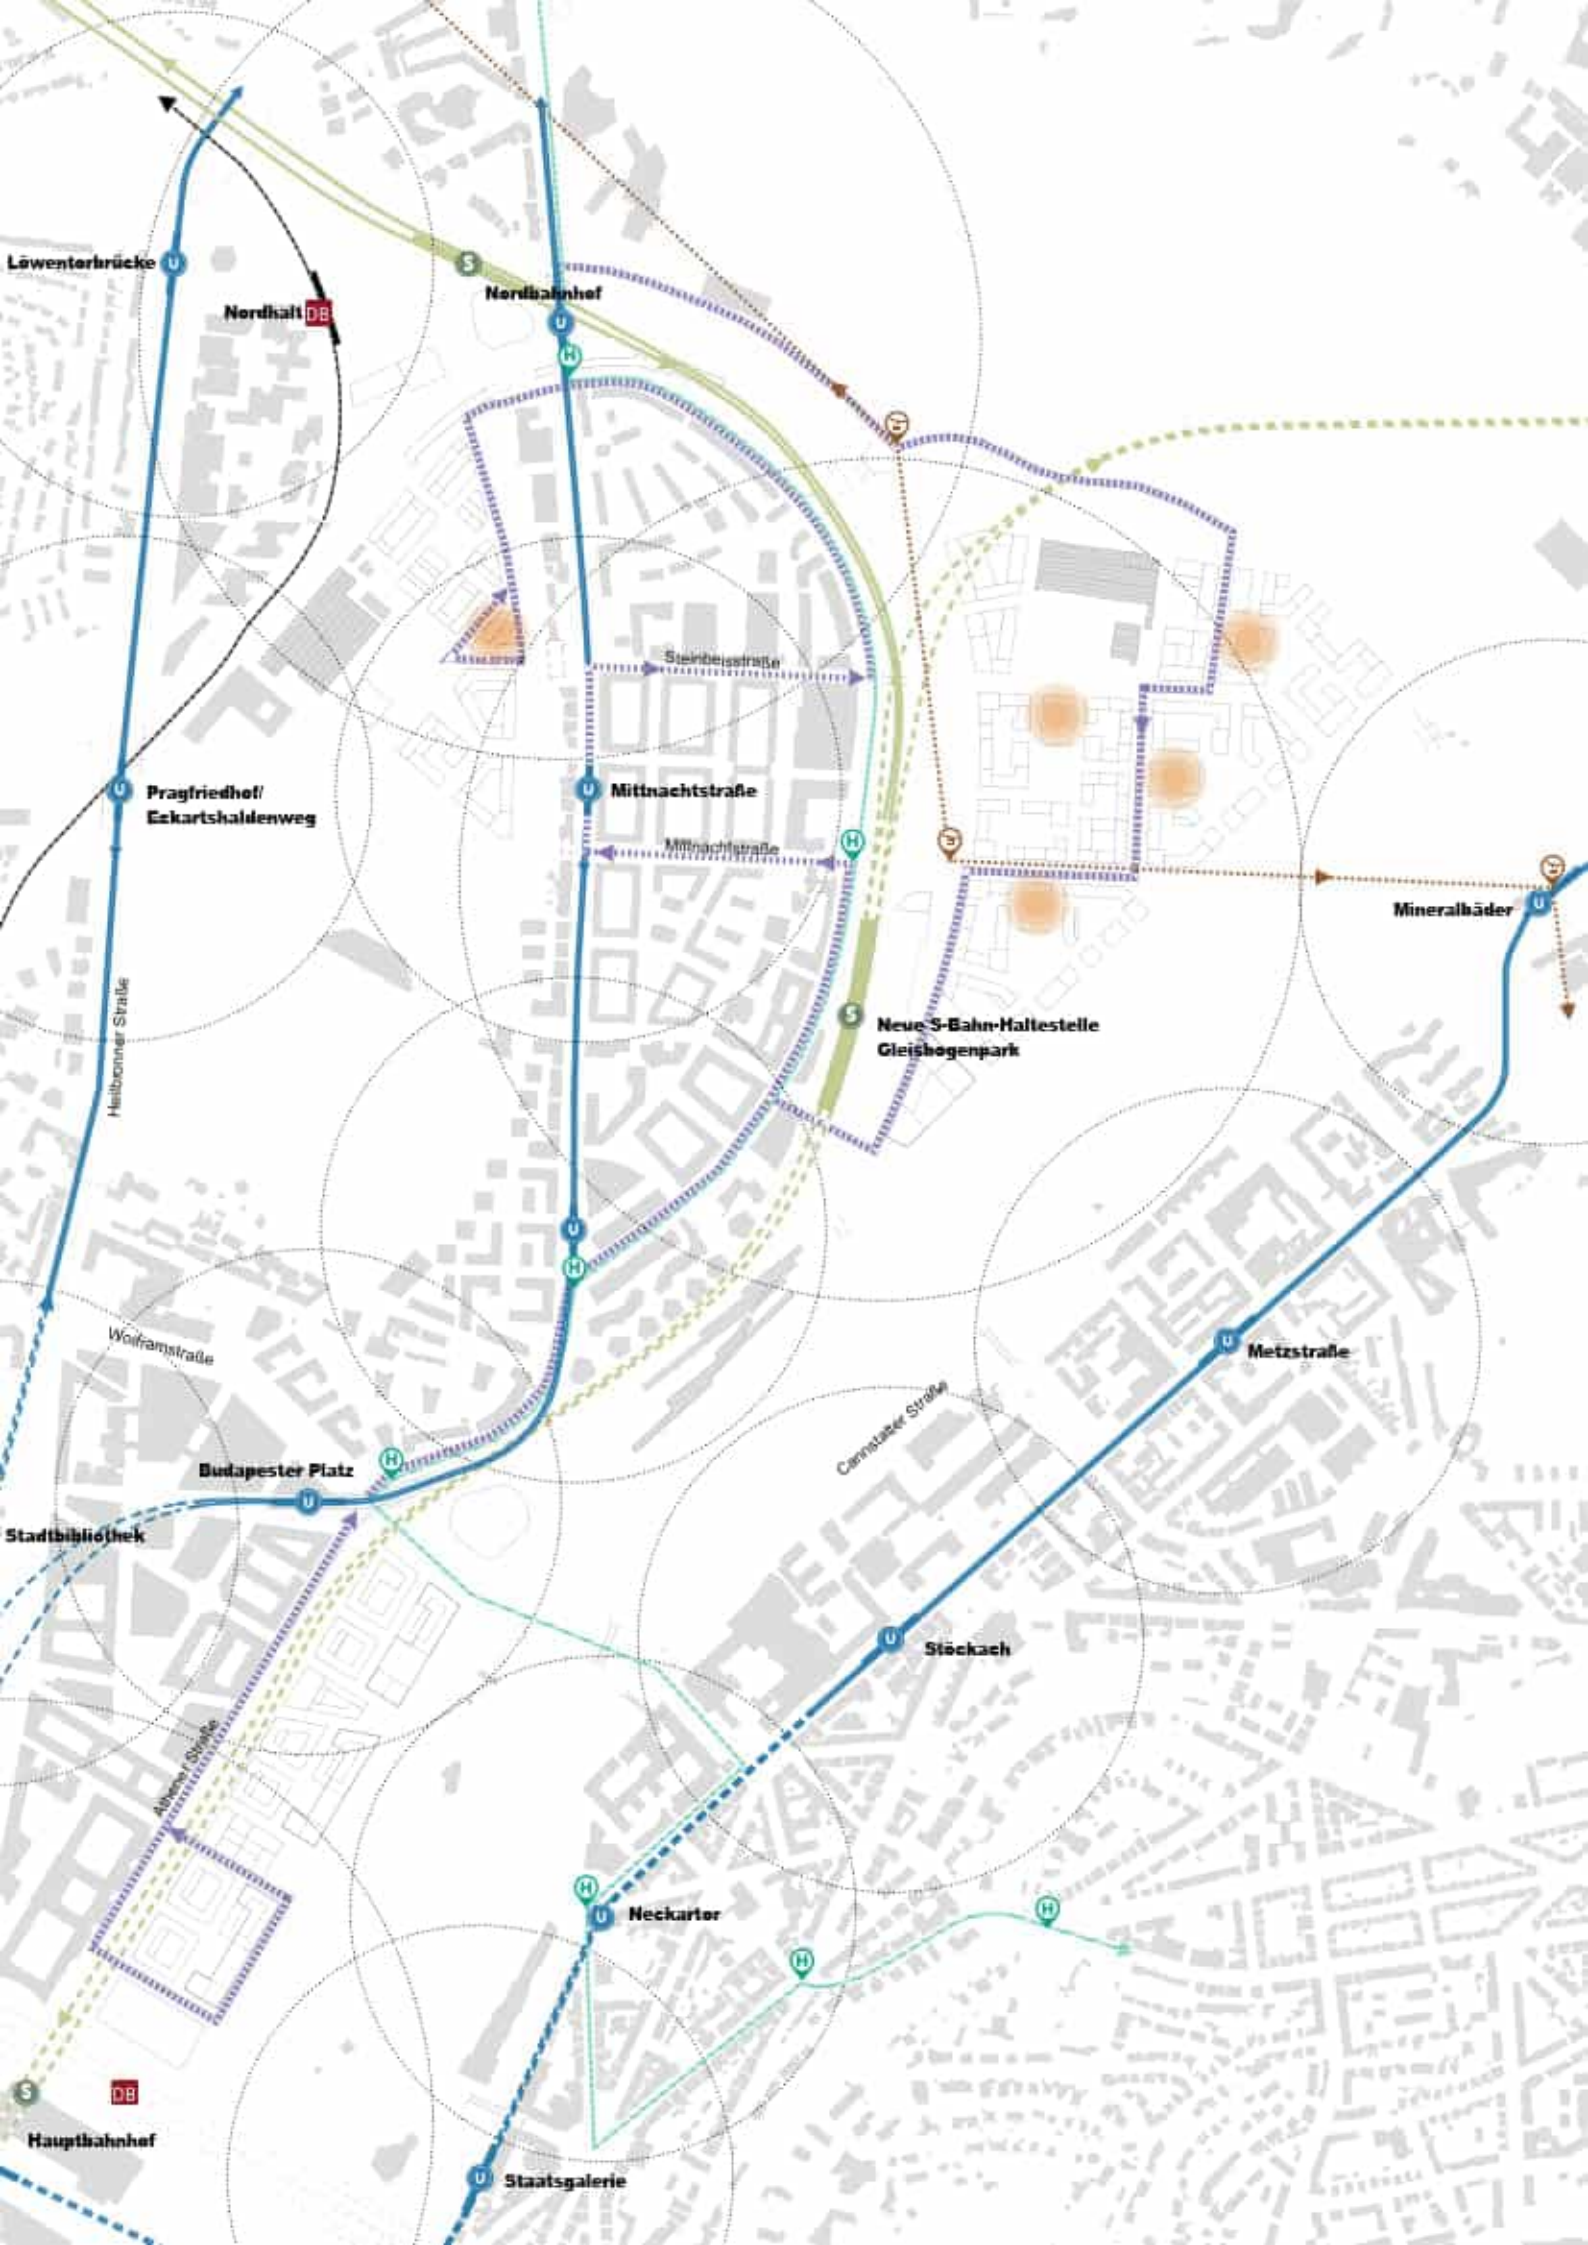 Löwentorbrücke
U
S
Nordbahnhof
Nordhalt DB
U
H
Steinbeisstraße
U
Pragfriedhof/
Eckartshaldenweg
U
Mittnachtstraße
Mittnachtstraße
H
Mineralbäder
U
Heilbronner Straße
S
Neue S-Bahn-Haltestelle
Gleisbogenpark
U
H
Wolframstraße
U
Metzstraße
Cannstatter Straße
H
Budapester Platz
U
Stadtbibliothek
U
Stöckach
Athener Straße
H
U
Neckartor
H
H
S
DB
Hauptbahnhof
U
Staatsgalerie